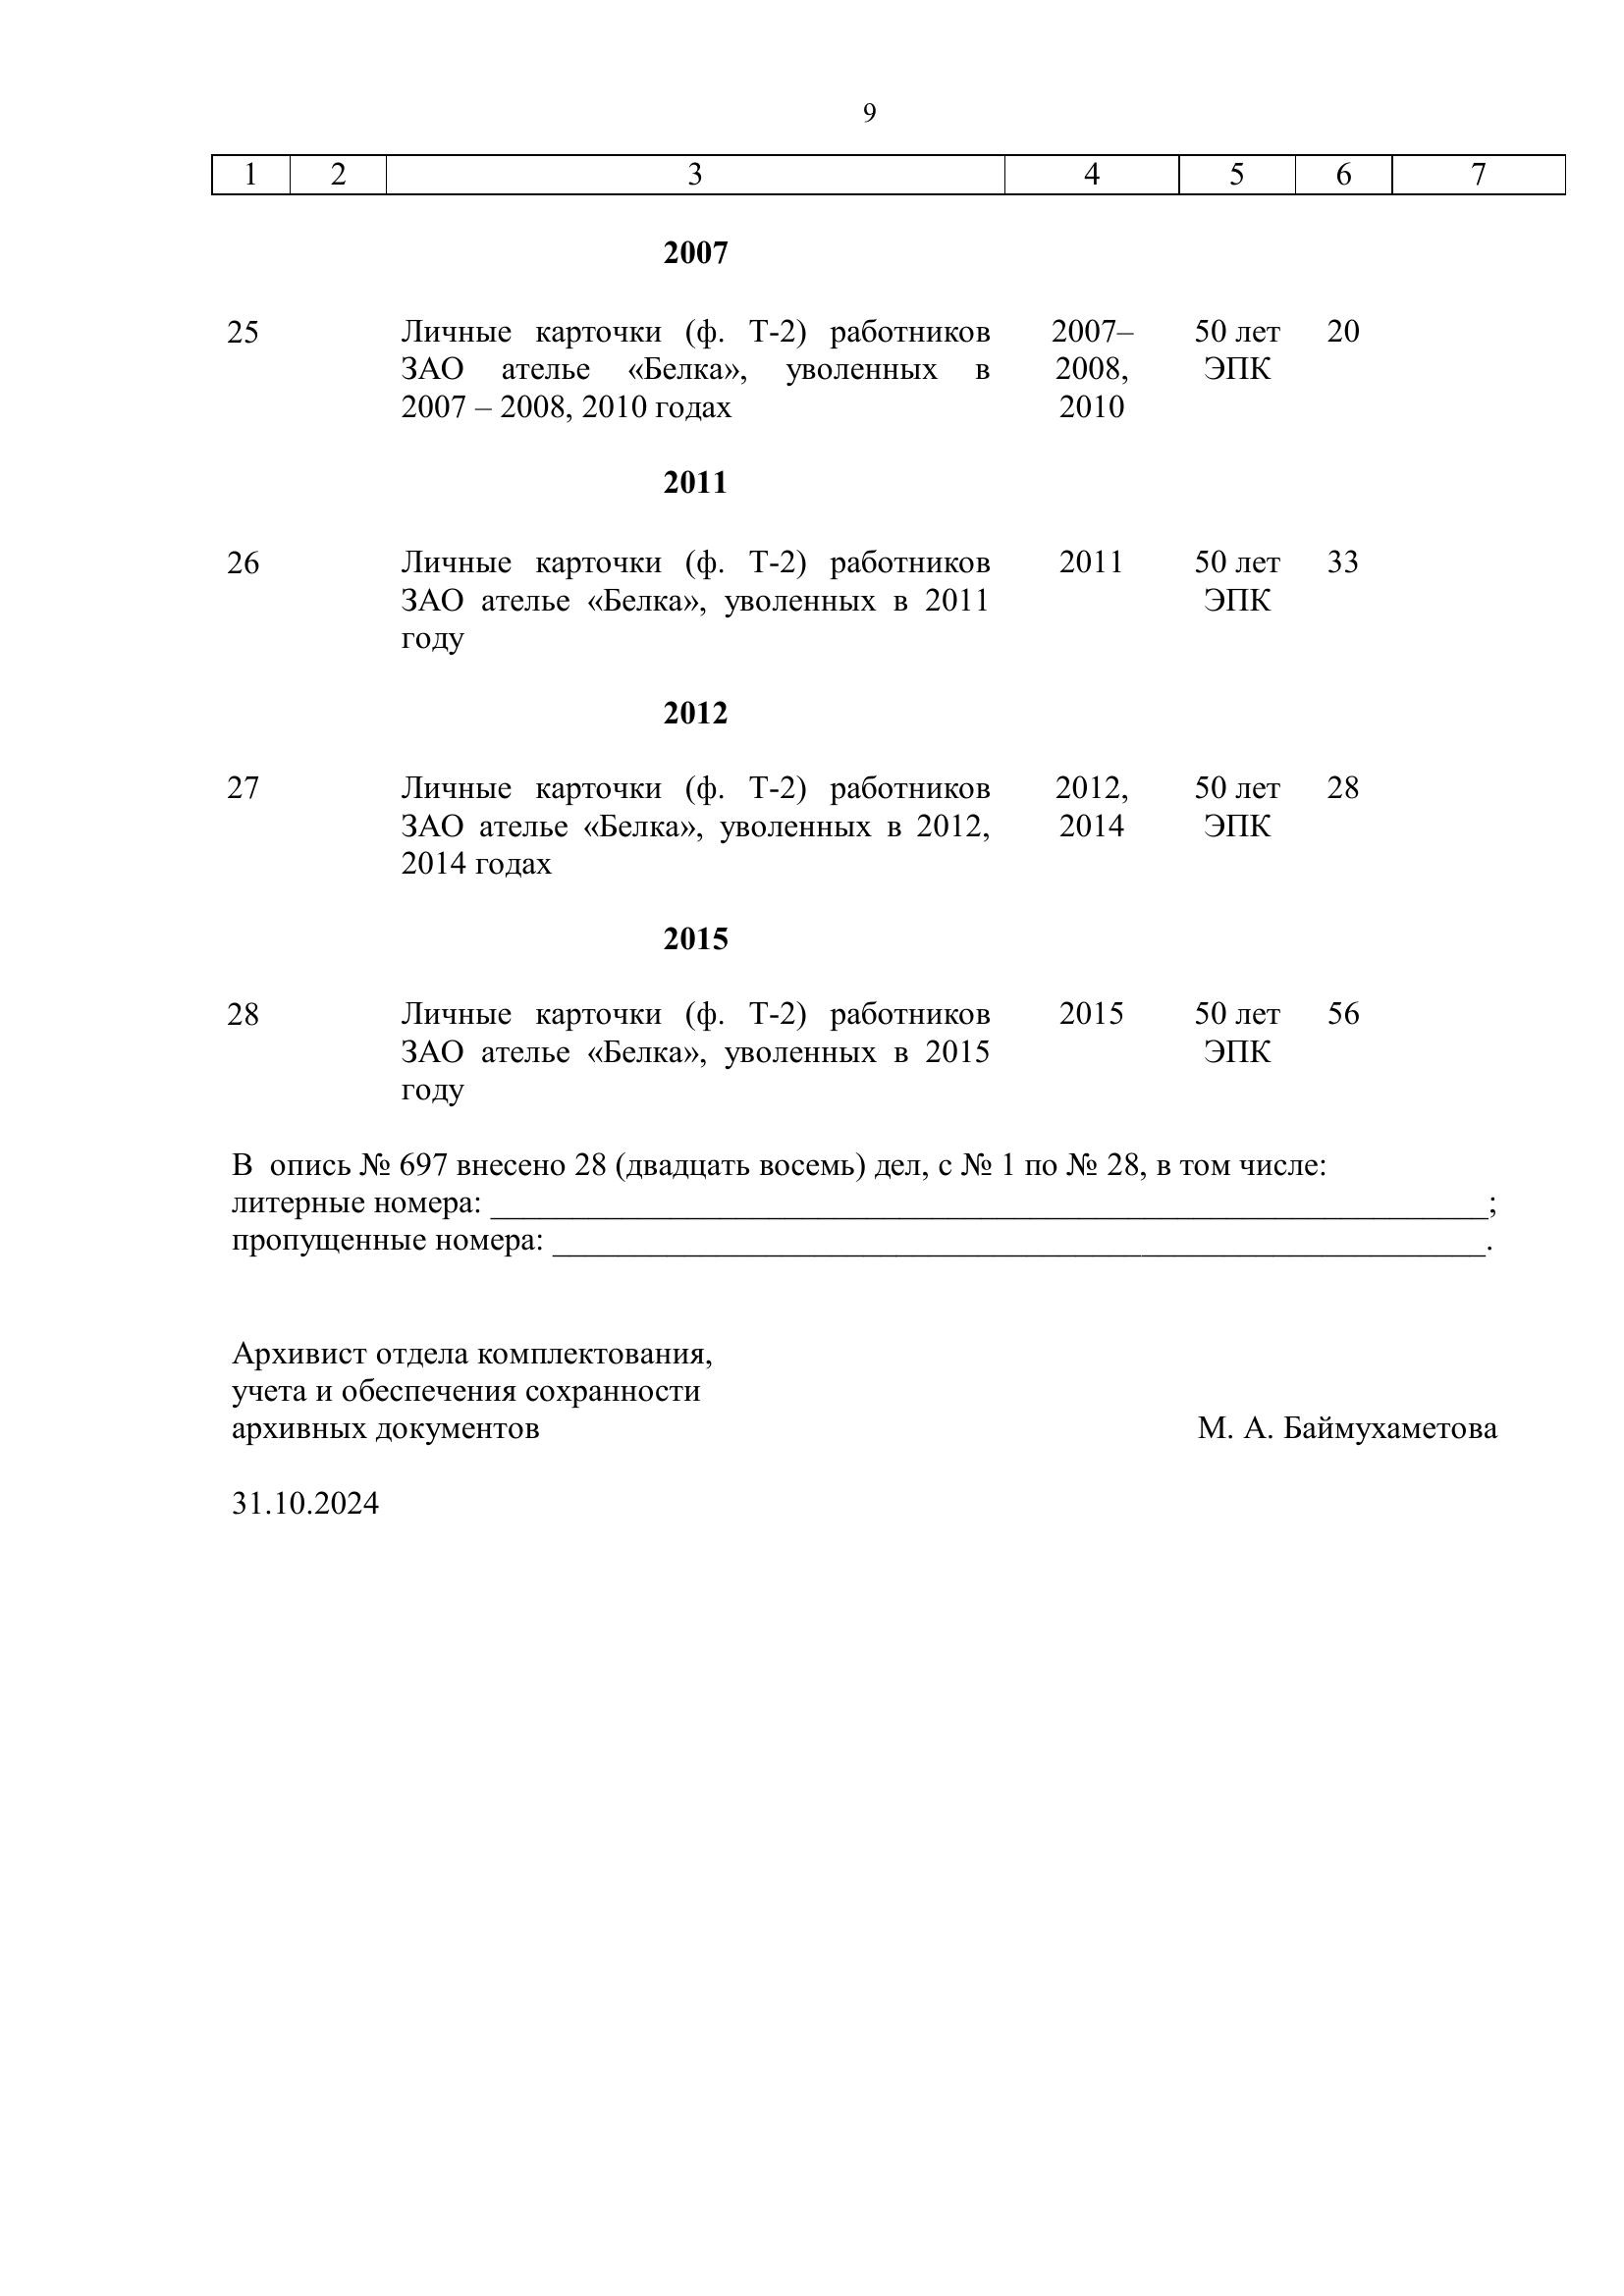 9
1 2 3 4 5 6 7
2007
25 Личные карточки (ф. Т-2) работников 2007– 50 лет 20
ЗАО ателье «Белка», уволенных в 2008, ЭПК
2007 – 2008, 2010 годах 2010
2011
26 Личные карточки (ф. Т-2) работников 2011 50 лет 33
ЗАО ателье «Белка», уволенных в 2011 ЭПК
году
2012
27 Личные карточки (ф. Т-2) работников 2012, 50 лет 28
ЗАО ателье «Белка», уволенных в 2012, 2014 ЭПК
2014 годах
2015
28 Личные карточки (ф. Т-2) работников 2015 50 лет 56
ЗАО ателье «Белка», уволенных в 2015 ЭПК
году
В опись № 697 внесено 28 (двадцать восемь) дел, с № 1 по № 28, в том числе:
литерные номера: ______________________________________________________________;
пропущенные номера: __________________________________________________________.
Архивист отдела комплектования,
учета и обеспечения сохранности
архивных документов М. А. Баймухаметова
31.10.2024